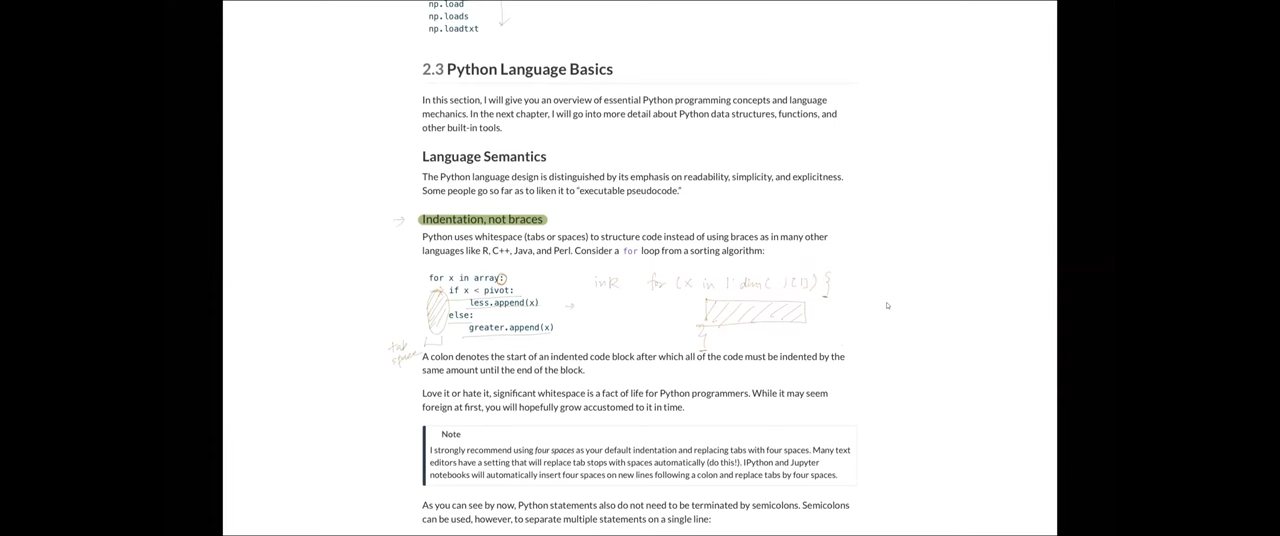 np.load
np.loads
np.loadtxt
2.3 Python Language Basics
In this section, I will give you an overview of essential Python programming concepts and language
mechanics. In the next chapter, I will go into more detail about Python data structures, functions, and
other built-in tools.
Language Semantics
The Python language design is distinguished by its emphasis on readability, simplicity, and explicitness.
Some people go so far as to liken it to “executable pseudocode.”
Indentation, not braces
Python uses whitespace (tabs or spaces) to structure code instead of using braces as in many other
languages like R, C++, Java, and Perl. Consider a for loop from a sorting algorithm:
for x in array:
if x < pivot:
less.append(x)
else:
greater.append(x)
in R for (x in 1: dim( )[1]) {
}
tab
space
A colon denotes the start of an indented code block after which all of the code must be indented by the
same amount until the end of the block.
Love it or hate it, significant whitespace is a fact of life for Python programmers. While it may seem
foreign at first, you will hopefully grow accustomed to it in time.
Note
I strongly recommend using four spaces as your default indentation and replacing tabs with four spaces. Many text
editors have a setting that will replace tab stops with spaces automatically (do this!). IPython and Jupyter
notebooks will automatically insert four spaces on new lines following a colon and replace tabs by four spaces.
As you can see by now, Python statements also do not need to be terminated by semicolons. Semicolons
can be used, however, to separate multiple statements on a single line: